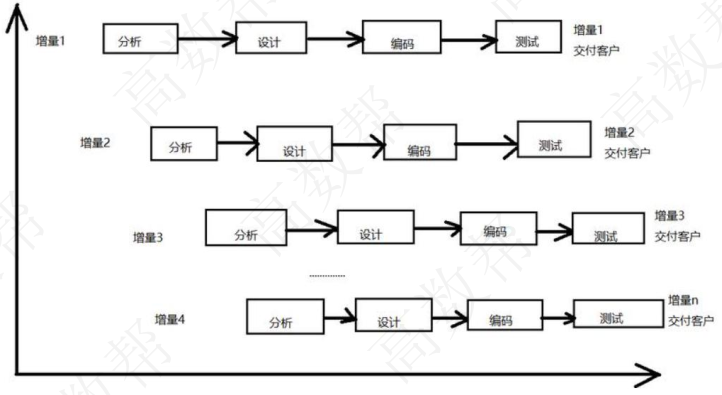 增量1
分析
设计
编码
测试
增量1
交付客户
增量2
分析
设计
编码
测试
增量2
交付客户
增量3
分析
设计
编码
测试
增量3
交付客户
..............
增量4
分析
设计
编码
测试
增量n
交付客户
高数帮
高数帮
高数帮
高数帮
数帮